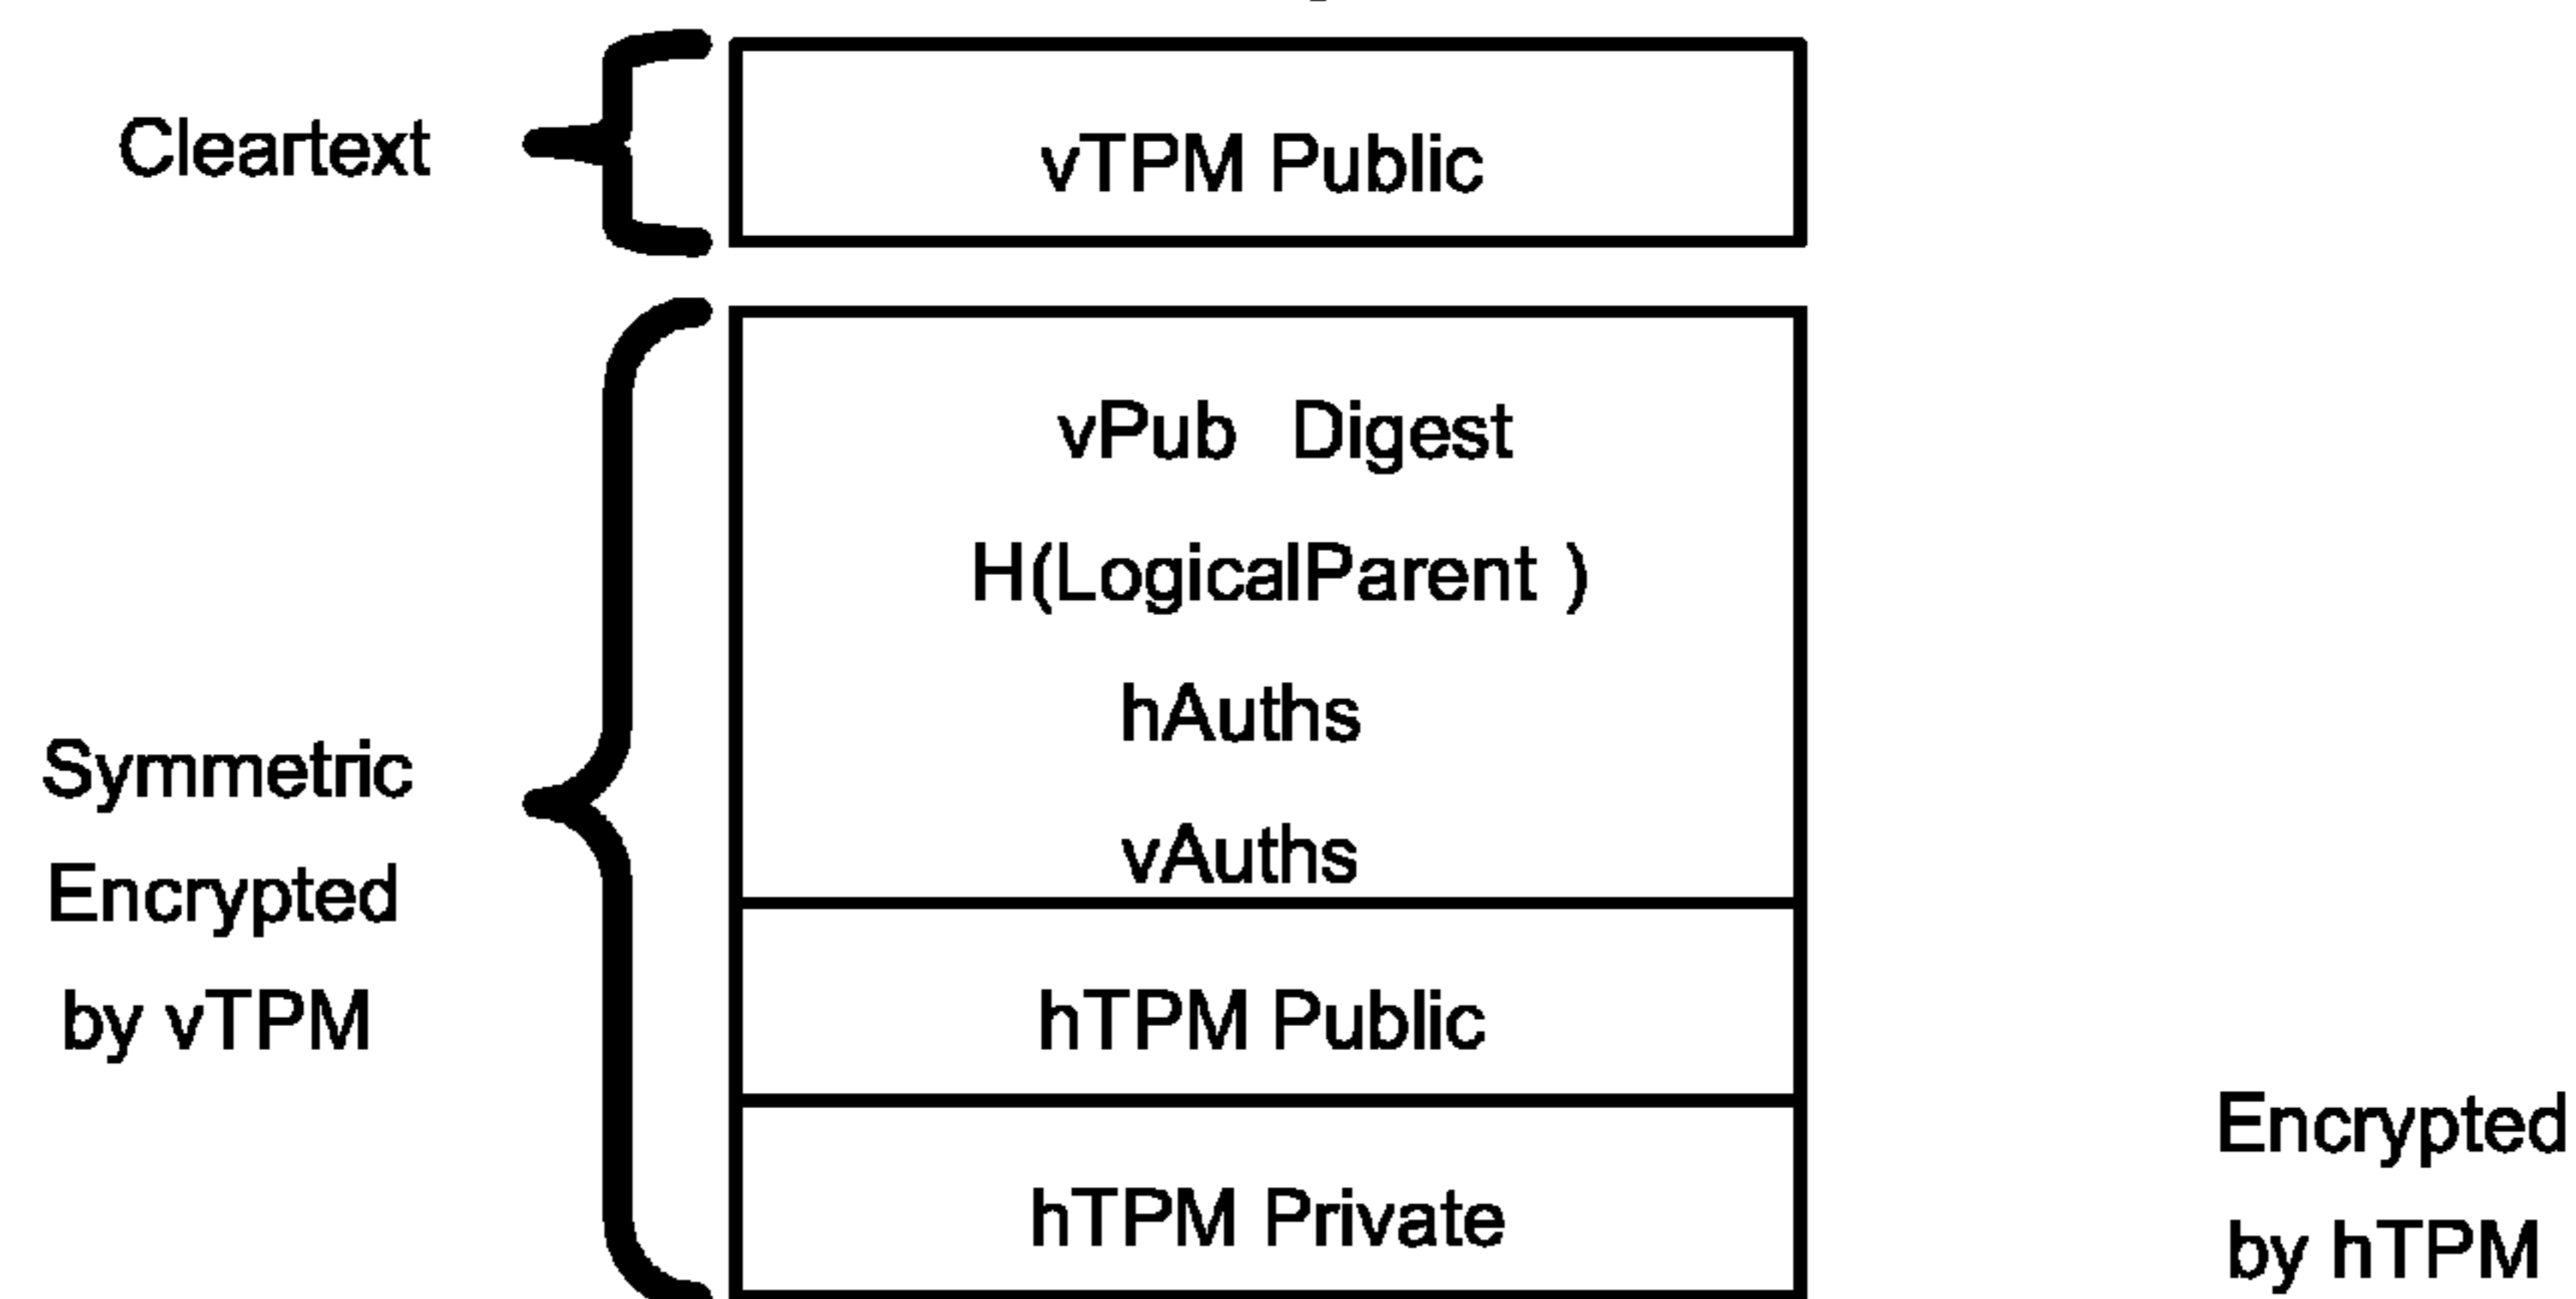 Cleartext
vTPM Public
vPub Digest
H(LogicalParent )
hAuths
vAuths
Symmetric
Encrypted
by vTPM
hTPM Public
hTPM Private
Encrypted
by hTPM